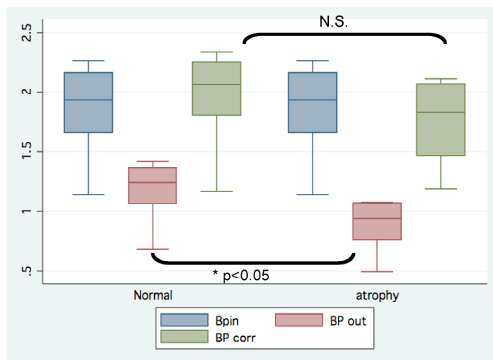 N.S.
2.5
2
1.5
1
.5
* p<0.05
Normal
atrophy
Bpin
BP out
BP corr